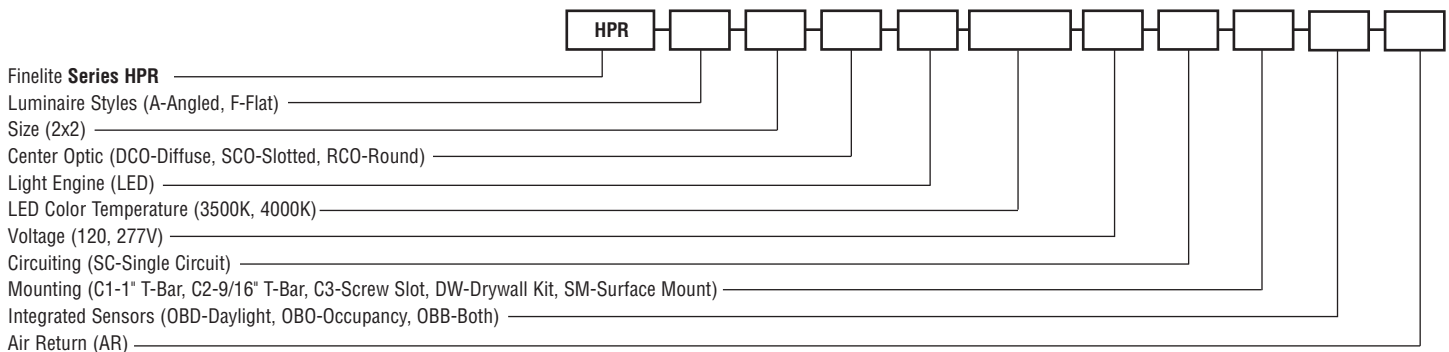 HPR
Finelite Series HPR
Luminaire Styles (A-Angled, F-Flat)
Size (2x2)
Center Optic (DCO-Diffuse, SCO-Slotted, RCO-Round)
Light Engine (LED)
LED Color Temperature (3500K, 4000K)
Voltage (120, 277V)
Circuiting (SC-Single Circuit)
Mounting (C1-1" T-Bar, C2-9/16" T-Bar, C3-Screw Slot, DW-Drywall Kit, SM-Surface Mount)
Integrated Sensors (OBD-Daylight, OBO-Occupancy, OBB-Both)
Air Return (AR)